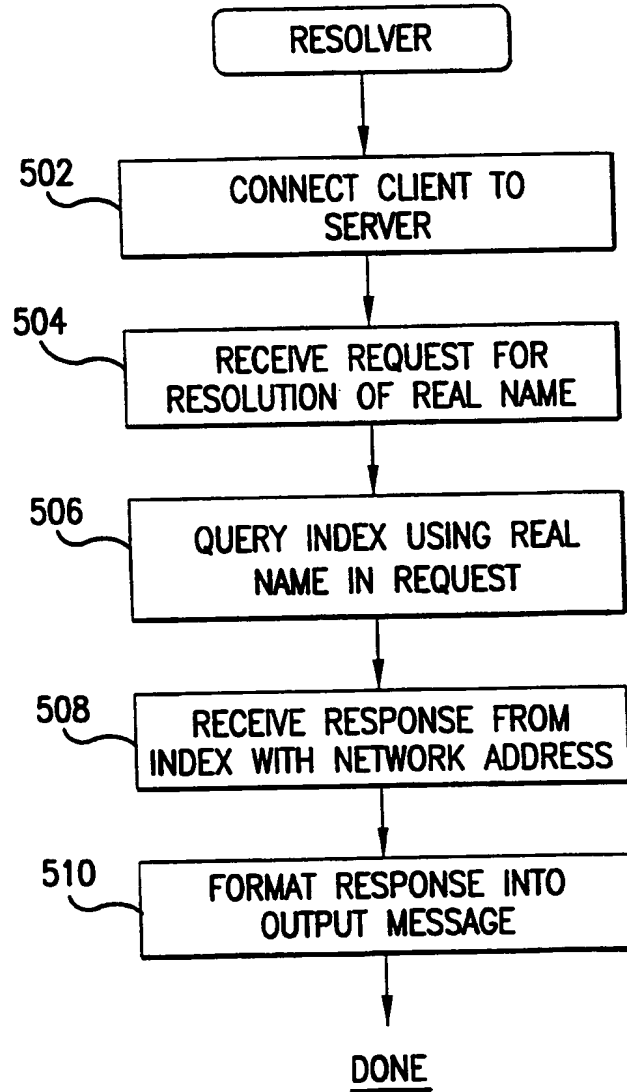 RESOLVER
502
CONNECT CLIENT TO
SERVER
504
RECEIVE REQUEST FOR
RESOLUTION OF REAL NAME
506
QUERY INDEX USING REAL
NAME IN REQUEST
508
RECEIVE RESPONSE FROM
INDEX WITH NETWORK ADDRESS
510
FORMAT RESPONSE INTO
OUTPUT MESSAGE
DONE